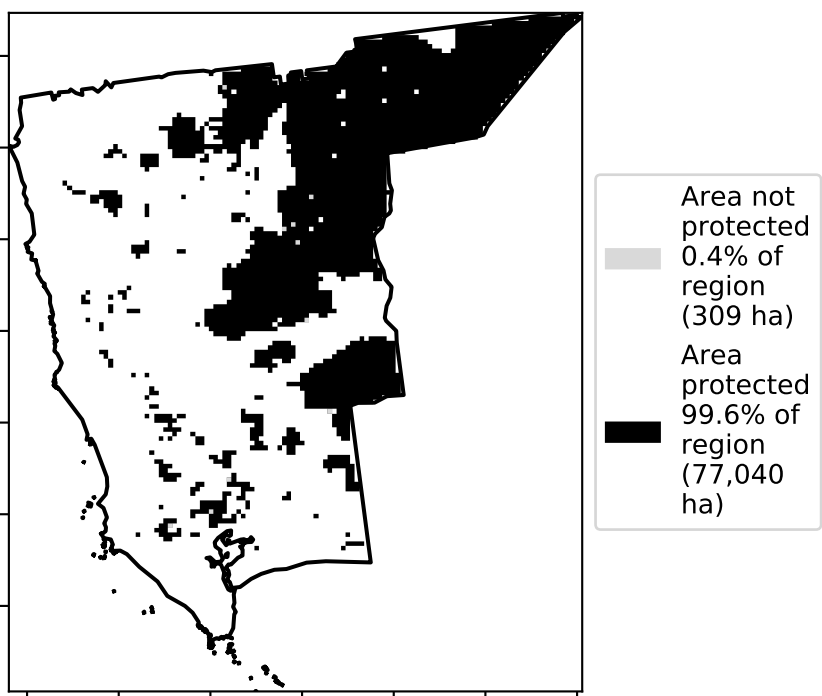 Area not
protected
0.4% of
region
(309 ha)
Area
protected
99.6% of
region
(77,040
ha)